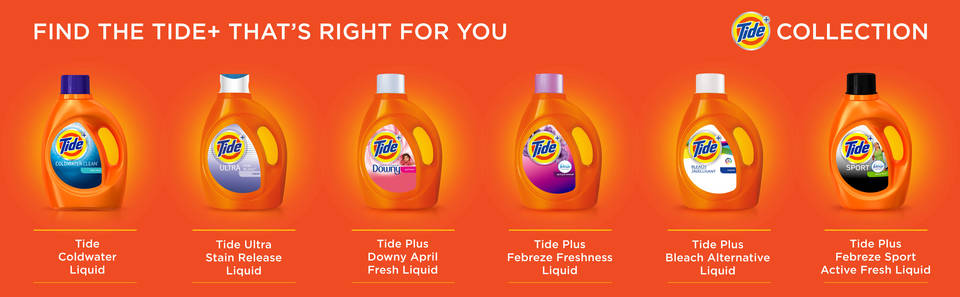 FIND THE TIDE+ THAT'S RIGHT FOR YOU
Tide+ COLLECTION
Tide+
COLDWATER CLEAN
Tide+
ULTRA
Tide+
Downy
Tide+
Tide+
BLEACH
Tide+
SPORT
Tide
Coldwater
Liquid
Tide Ultra
Stain Release
Liquid
Tide Plus
Downy April
Fresh Liquid
Tide Plus
Febreze Freshness
Liquid
Tide Plus
Bleach Alternative
Liquid
Tide Plus
Febreze Sport
Active Fresh Liquid